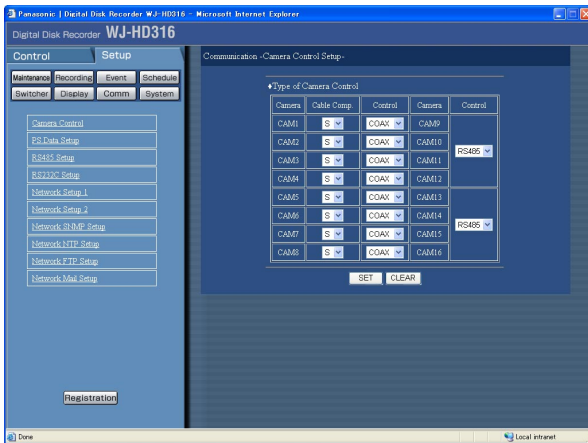 Panasonic | Digital Disk Recorder WJ-HD316 - Microsoft Internet Explorer
Digital Disk Recorder WJ-HD316
Control Setup
Maintenance Recording Event Schedule
Switcher Display Comm System
Camera Control
PS Data Setup
RS485 Setup
RS232C Setup
Network Setup 1
Network Setup 2
Network SNMP Setup
Network NTP Setup
Network FTP Setup
Network Mail Setup
Registration
Communication -Camera Control Setup-
♦Type of Camera Control
Camera Cable Comp. Control Camera Control
CAM1 S COAX CAM9
CAM2 S COAX CAM10
RS485
CAM3 S COAX CAM11
CAM4 S COAX CAM12
CAM5 S COAX CAM13
CAM6 S COAX CAM14
RS485
CAM7 S COAX CAM15
CAM8 S COAX CAM16
SET CLEAR
Done Local intranet